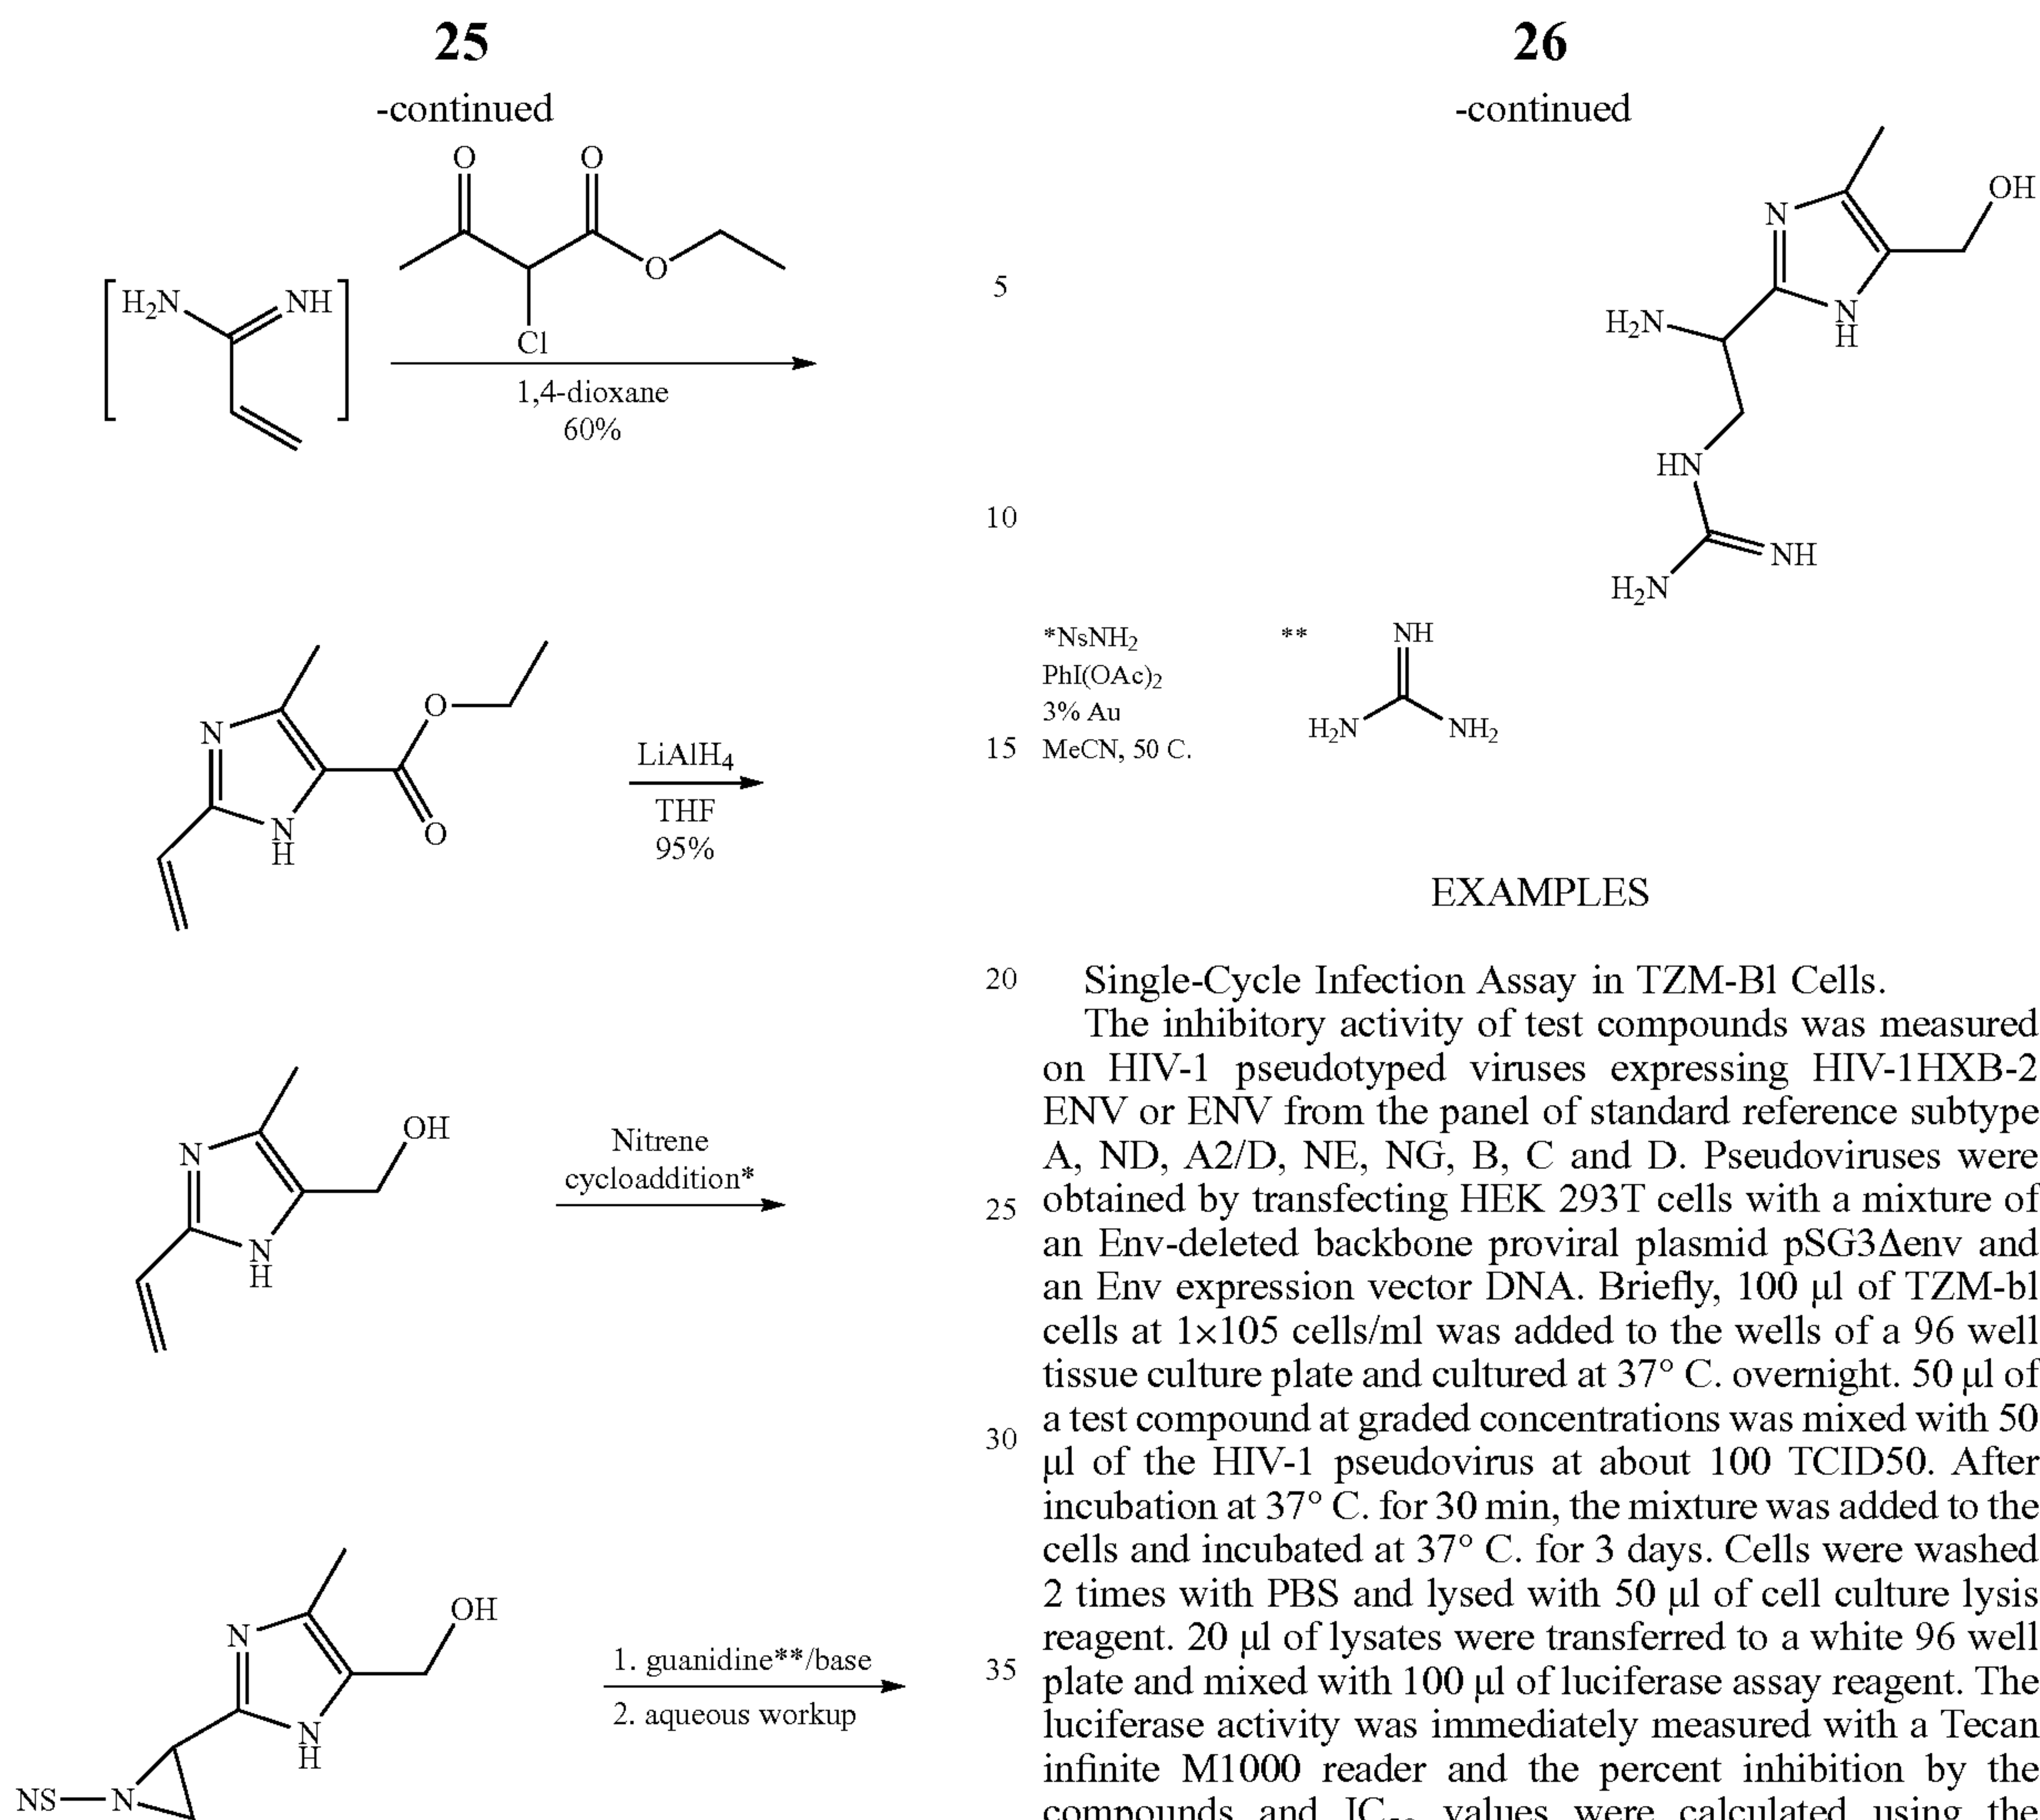 25
-continued
O O
O
Cl
H2N NH
1,4-dioxane
60%
N
N
H
O
O
LiAlH4
THF
95%
N
N
H
OH
Nitrene
cycloaddition*
N
N
H
OH
NS N
1. guanidine**/base
2. aqueous workup
26
-continued
OH
N
N
H
H2N
HN
NH
H2N
*NsNH2
PhI(OAc)2
3% Au
MeCN, 50 C.
**
NH
H2N NH2
5
10
15
20
25
30
35
EXAMPLES
Single-Cycle Infection Assay in TZM-Bl Cells.
The inhibitory activity of test compounds was measured
on HIV-1 pseudotyped viruses expressing HIV-1HXB-2
ENV or ENV from the panel of standard reference subtype
A, ND, A2/D, NE, NG, B, C and D. Pseudoviruses were
obtained by transfecting HEK 293T cells with a mixture of
an Env-deleted backbone proviral plasmid pSG3Δenv and
an Env expression vector DNA. Briefly, 100 μl of TZM-bl
cells at 1×105 cells/ml was added to the wells of a 96 well
tissue culture plate and cultured at 37° C. overnight. 50 μl of
a test compound at graded concentrations was mixed with 50
μl of the HIV-1 pseudovirus at about 100 TCID50. After
incubation at 37° C. for 30 min, the mixture was added to the
cells and incubated at 37° C. for 3 days. Cells were washed
2 times with PBS and lysed with 50 μl of cell culture lysis
reagent. 20 μl of lysates were transferred to a white 96 well
plate and mixed with 100 μl of luciferase assay reagent. The
luciferase activity was immediately measured with a Tecan
infinite M1000 reader and the percent inhibition by the
compounds and IC50 values were calculated using the